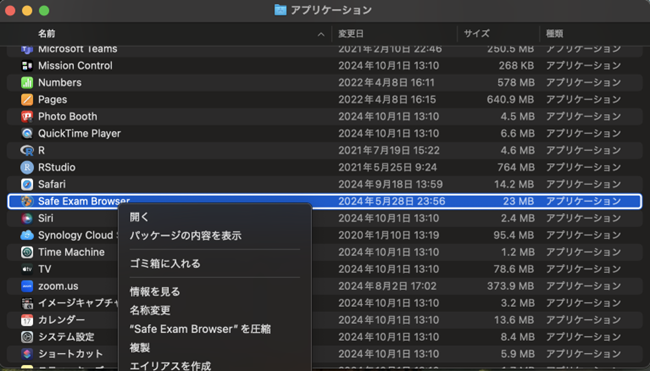 アプリケーション
名前 変更日 サイズ 種類
Microsoft Teams 2021年2月10日 22:46 250.5 MB アプリケーション
Mission Control 2024年10月1日 13:10 268 KB アプリケーション
Numbers 2022年4月8日 16:11 578 MB アプリケーション
Pages 2022年4月8日 16:15 640.9 MB アプリケーション
Photo Booth 2024年10月1日 13:10 4.5 MB アプリケーション
QuickTime Player 2024年10月1日 13:10 6.6 MB アプリケーション
R 2021年7月19日 15:22 4.6 MB アプリケーション
RStudio 2021年5月25日 9:24 764 MB アプリケーション
Safari 2024年9月18日 13:59 14.2 MB アプリケーション
Safe Exam Browser 2024年5月28日 23:56 23 MB アプリケーション
Siri 2024年10月1日 13:10 2.4 MB アプリケーション
Synology Cloud 2020年1月10日 13:19 95.4 MB アプリケーション
Time Machine 2024年10月1日 13:10 1.2 MB アプリケーション
TV 2024年10月1日 13:10 78.6 MB アプリケーション
zoom.us 2024年8月2日 17:02 373.9 MB アプリケーション
イメージキャプチャ 2024年10月1日 13:10 3.2 MB アプリケーション
カレンダー 2024年10月1日 13:10 13.6 MB アプリケーション
システム設定 2024年10月1日 13:10 8.4 MB アプリケーション
ショートカット 2024年10月1日 13:10 5.9 MB アプリケーション
開く
パッケージの内容を表示
ゴミ箱に入れる
情報を見る
名称変更
“Safe Exam Browser” を圧縮
複製
エイリアスを作成